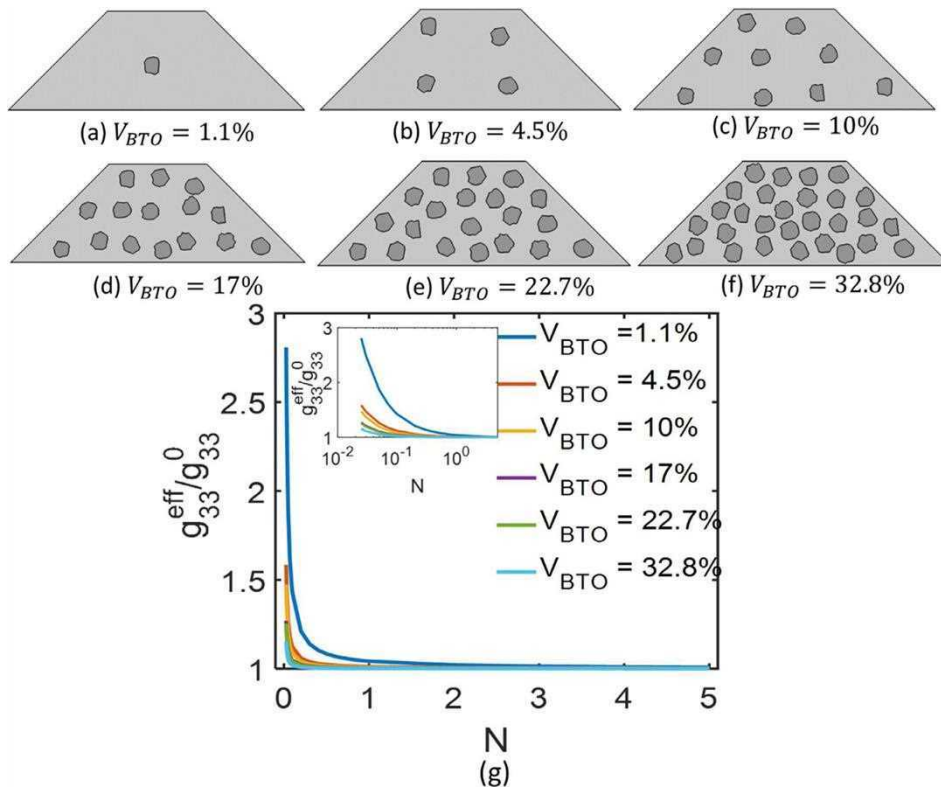 (a) V_BTO = 1.1%
(b) V_BTO = 4.5%
(c) V_BTO = 10%
(d) V_BTO = 17%
(e) V_BTO = 22.7%
(f) V_BTO = 32.8%
3
2.5
2
1.5
1
g_33^eff/g_33^0
0 1 2 3 4 5
N
3
2
1
g_33^eff/g_33^0
10^-2 10^-1 10^0
N
V_BTO =1.1%
V_BTO = 4.5%
V_BTO = 10%
V_BTO = 17%
V_BTO = 22.7%
V_BTO = 32.8%
(g)